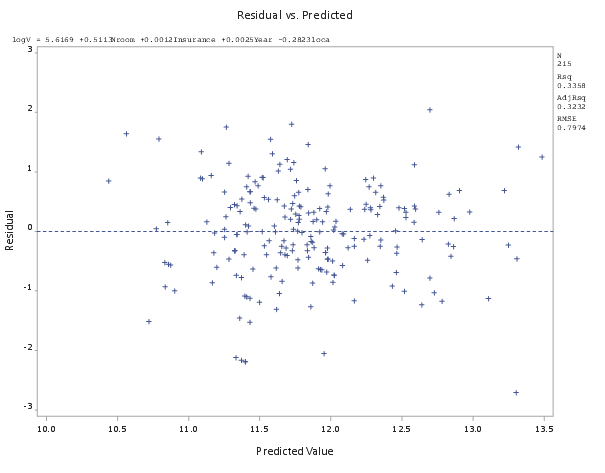 Residual vs. Predicted
logV = 5.6169 +0.5113Nroom +0.0012Insurance +0.0025Year -0.2823loca
N
215
Rsq
0.3358
AdjRsq
0.3232
RMSE
0.7974
3
2
1
0
-1
-2
-3
Residual
10.0 10.5 11.0 11.5 12.0 12.5 13.0 13.5
Predicted Value